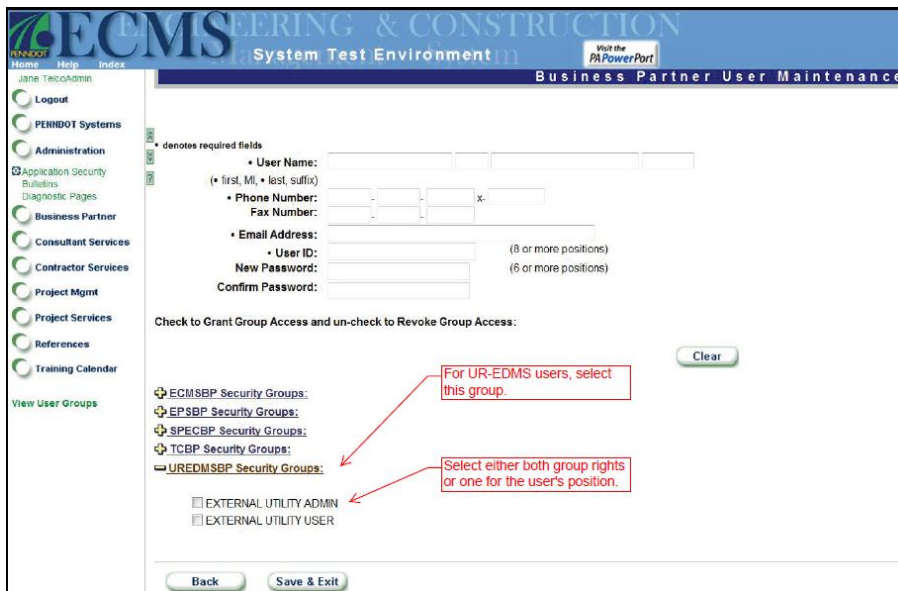 ENGINEERING & CONSTRUCTION
PENNDOT
ECMS
System Test Environment
Visit the
PAPowerPort
Home Help Index
Business Partner User Maintenance
Jane TelcoAdmin
Logout
PENNDOT Systems
Administration
Application Security
Bulletins
Diagnostic Pages
Business Partner
Consultant Services
Contractor Services
Project Mgmt
Project Services
References
Training Calendar
View User Groups
• denotes required fields
• User Name:
(• first, MI, • last, suffix)
• Phone Number: - - x-
Fax Number: - -
• Email Address:
• User ID: (8 or more positions)
New Password: (6 or more positions)
Confirm Password:
Check to Grant Group Access and un-check to Revoke Group Access:
Clear
For UR-EDMS users, select
this group.
ECMSBP Security Groups:
EPSBP Security Groups:
SPECBP Security Groups:
TCBP Security Groups:
UREDMSBP Security Groups:
Select either both group rights
or one for the user's position.
EXTERNAL UTILITY ADMIN
EXTERNAL UTILITY USER
Back Save & Exit